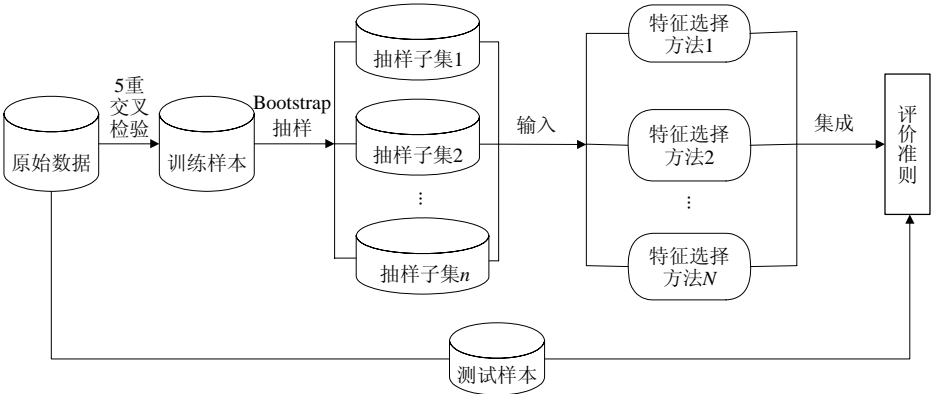 原始数据
5重
交叉
检验
训练样本
Bootstrap
抽样
抽样子集1
抽样子集2
⋮
抽样子集n
输入
特征选择
方法1
特征选择
方法2
⋮
特征选择
方法N
集成
评价准则
测试样本